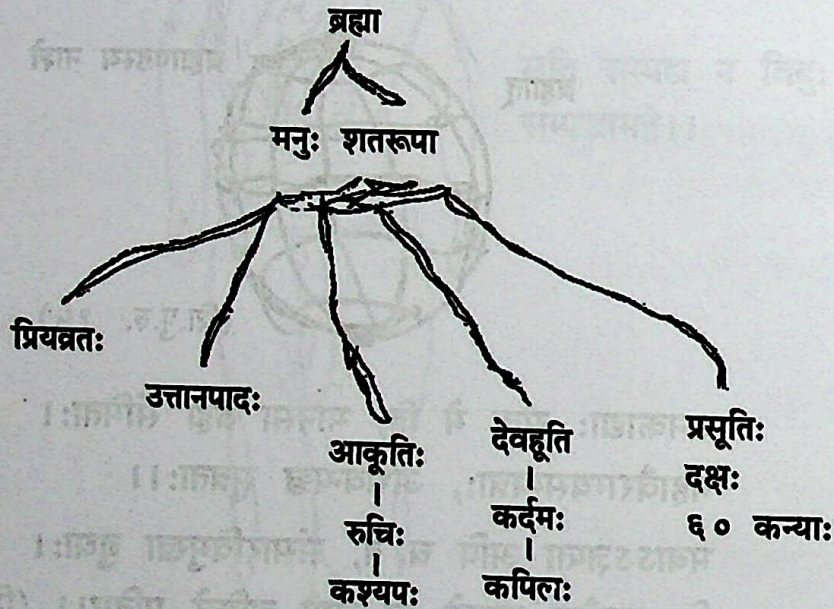 ब्रह्मा
मनुः शतरूपा
प्रियव्रतः
उत्तानपादः
आकूतिः
रुचिः
कश्यपः
देवहूति
कर्दमः
कपिलः
प्रसूतिः
दक्षः
६० कन्याः